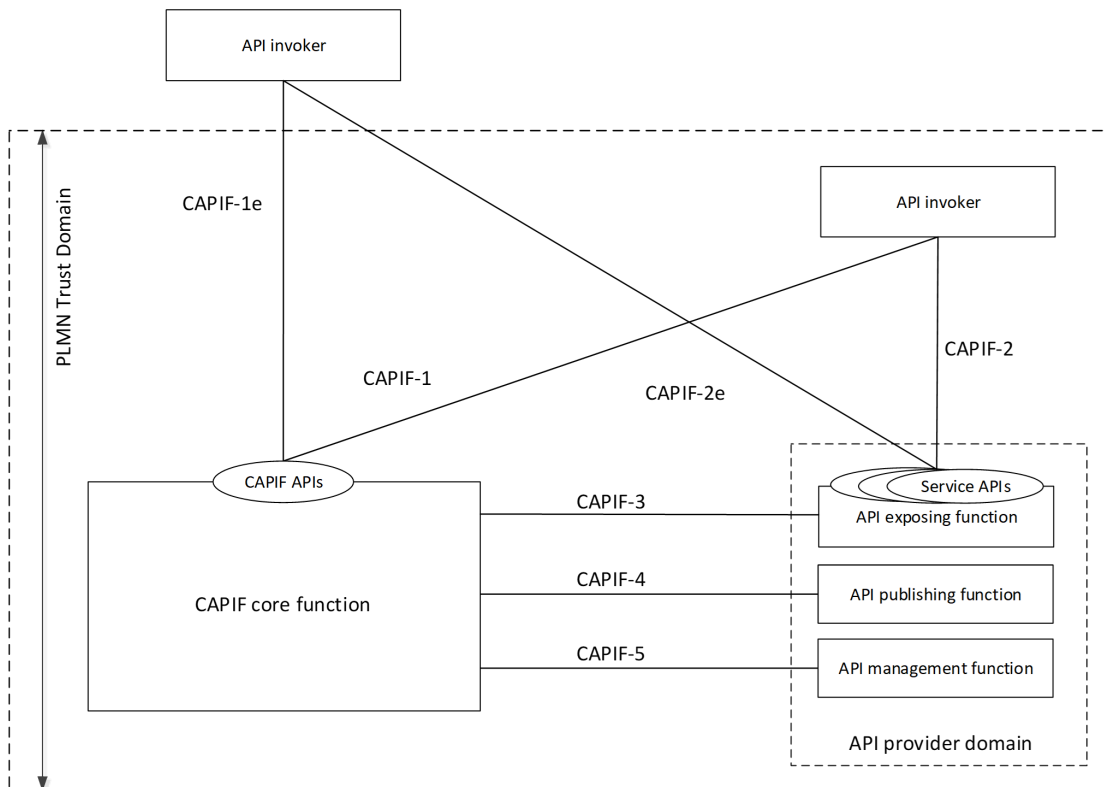 API invoker
API invoker
CAPIF-1e
PLMN Trust Domain
CAPIF-2
CAPIF-1
CAPIF-2e
CAPIF APIs
Service APIs
CAPIF-3
API exposing function
CAPIF-4
API publishing function
CAPIF core function
CAPIF-5
API management function
API provider domain